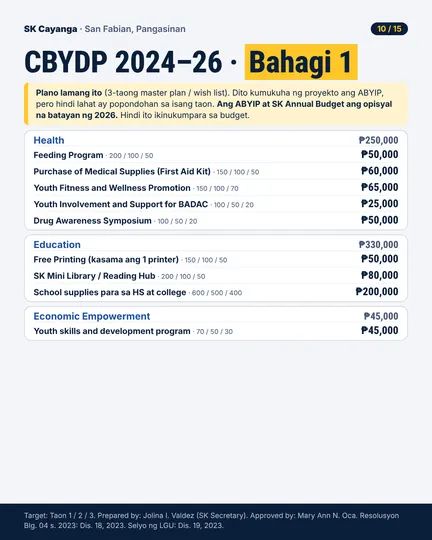 SK Cayanga · San Fabian, Pangasinan
10 / 15
CBYDP 2024–26 · Bahagi 1
Plano lamang ito (3-taong master plan / wish list). Dito kumukuha ng proyekto ang ABYIP,
pero hindi lahat ay popondohan sa isang taon. Ang ABYIP at SK Annual Budget ang opisyal
na batayan ng 2026. Hindi ito ikinukumpara sa budget.
Health ₱250,000
Feeding Program · 200 / 100 / 50 ₱50,000
Purchase of Medical Supplies (First Aid Kit) · 150 / 100 / 50 ₱60,000
Youth Fitness and Wellness Promotion · 150 / 100 / 70 ₱65,000
Youth Involvement and Support for BADAC · 100 / 50 / 20 ₱25,000
Drug Awareness Symposium · 100 / 50 / 20 ₱50,000
Education ₱330,000
Free Printing (kasama ang 1 printer) · 150 / 100 / 50 ₱50,000
SK Mini Library / Reading Hub · 200 / 100 / 50 ₱80,000
School supplies para sa HS at college · 600 / 500 / 400 ₱200,000
Economic Empowerment ₱45,000
Youth skills and development program · 70 / 50 / 30 ₱45,000
Target: Taon 1 / 2 / 3. Prepared by: Jolina I. Valdez (SK Secretary). Approved by: Mary Ann N. Oca. Resolusyon
Blg. 04 s. 2023: Dis. 18, 2023. Selyo ng LGU: Dis. 19, 2023.